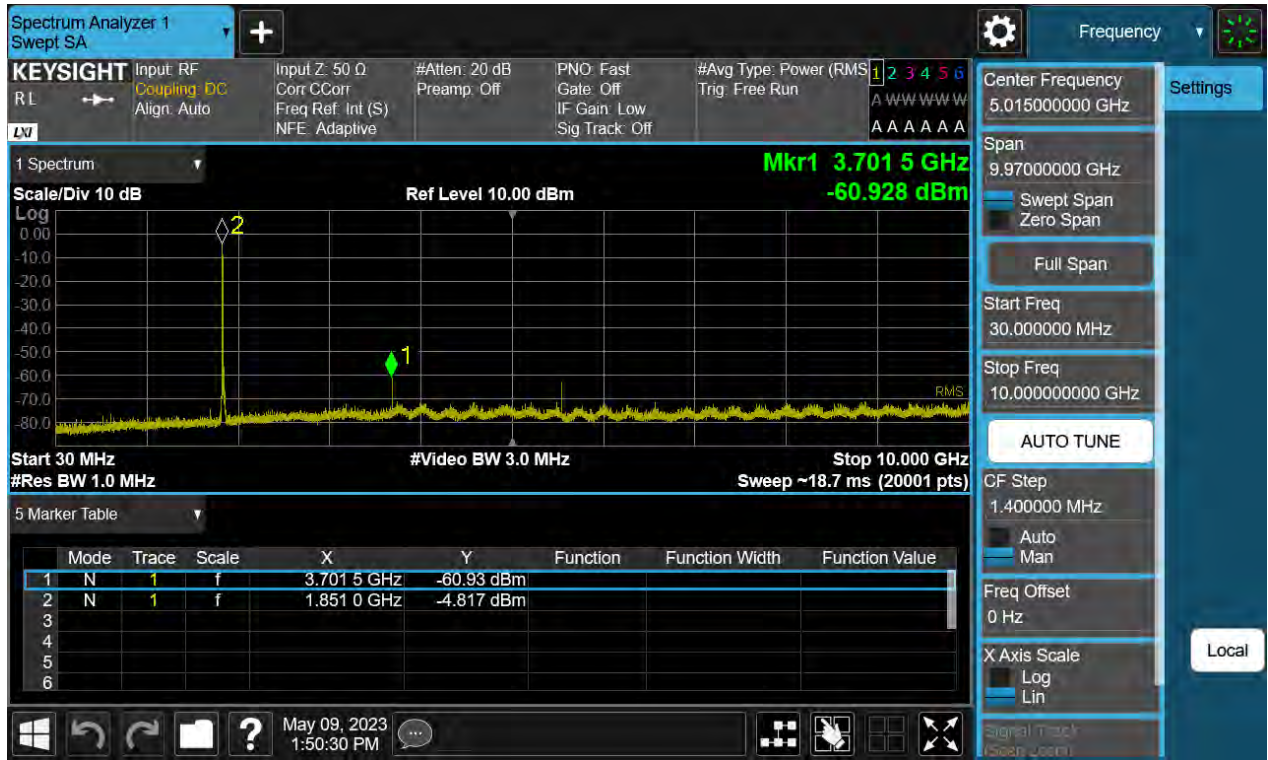 Spectrum Analyzer 1
Swept SA
+
Frequency
KEYSIGHT
RL
LXI
Input: RF
Coupling: DC
Align: Auto
Input Z: 50 Ω
Corr CCorr
Freq Ref: Int (S)
NFE: Adaptive
#Atten: 20 dB
Preamp: Off
PNO: Fast
Gate: Off
IF Gain: Low
Sig Track: Off
#Avg Type: Power (RMS
Trig: Free Run
1 2 3 4 5 6
A W W W W W
A A A A A A
1 Spectrum
Mkr1 3.701 5 GHz
Scale/Div 10 dB
Ref Level 10.00 dBm
-60.928 dBm
Log
0.00
-10.0
-20.0
-30.0
-40.0
-50.0
-60.0
-70.0
-80.0
2
1
RMS
Start 30 MHz
#Video BW 3.0 MHz
Stop 10.000 GHz
#Res BW 1.0 MHz
Sweep ~18.7 ms (20001 pts)
5 Marker Table
Mode Trace Scale X Y Function Function Width Function Value
1 N 1 f 3.701 5 GHz -60.93 dBm
2 N 1 f 1.851 0 GHz -4.817 dBm
3
4
5
6
?
May 09, 2023
1:50:30 PM
Center Frequency
5.015000000 GHz
Span
9.97000000 GHz
Swept Span
Zero Span
Full Span
Start Freq
30.000000 MHz
Stop Freq
10.000000000 GHz
AUTO TUNE
CF Step
1.400000 MHz
Auto
Man
Freq Offset
0 Hz
X Axis Scale
Log
Lin
Signal Track
(Span Zoom)
Settings
Local